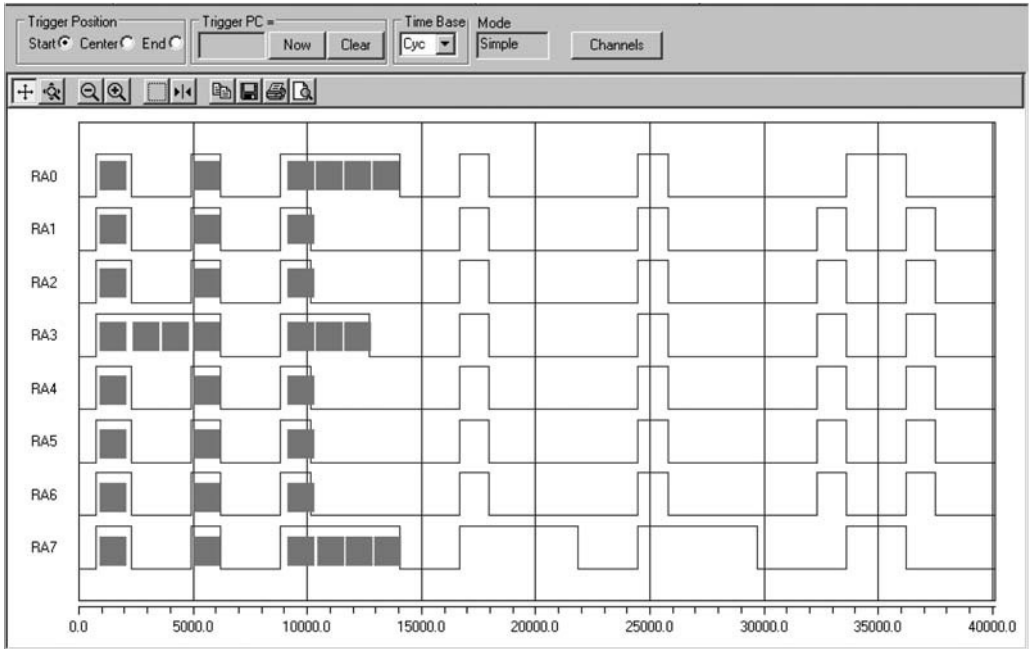 Trigger Position
Start Center End
Trigger PC =
Now Clear
Time Base
Cyc
Mode
Simple
Channels
RA0
RA1
RA2
RA3
RA4
RA5
RA6
RA7
0.0 5000.0 10000.0 15000.0 20000.0 25000.0 30000.0 35000.0 40000.0